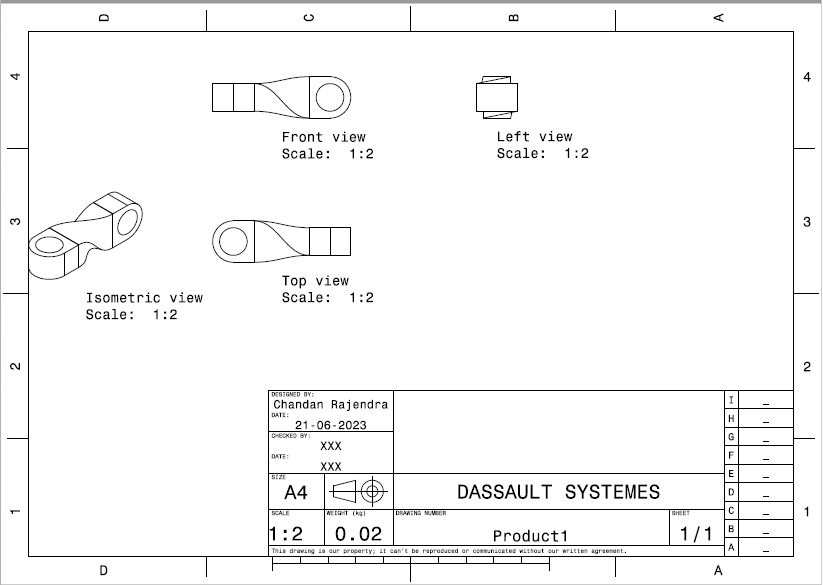 D C B A
4 4
Front view
Scale: 1:2
Left view
Scale: 1:2
3 3
Top view
Scale: 1:2
Isometric view
Scale: 1:2
2 2
DESIGNED BY:
Chandan Rajendra
DATE:
21-06-2023
CHECKED BY:
XXX
DATE:
XXX
SIZE
A4
SCALE
1:2
WEIGHT (kg)
0.02
DASSAULT SYSTEMES
DRAWING NUMBER
Product1
SHEET
1/1
I _
H _
G _
F _
E _
D _
C _
B _
A _
1 1
This drawing is our property; it can't be reproduced or communicated without our written agreement.
D A